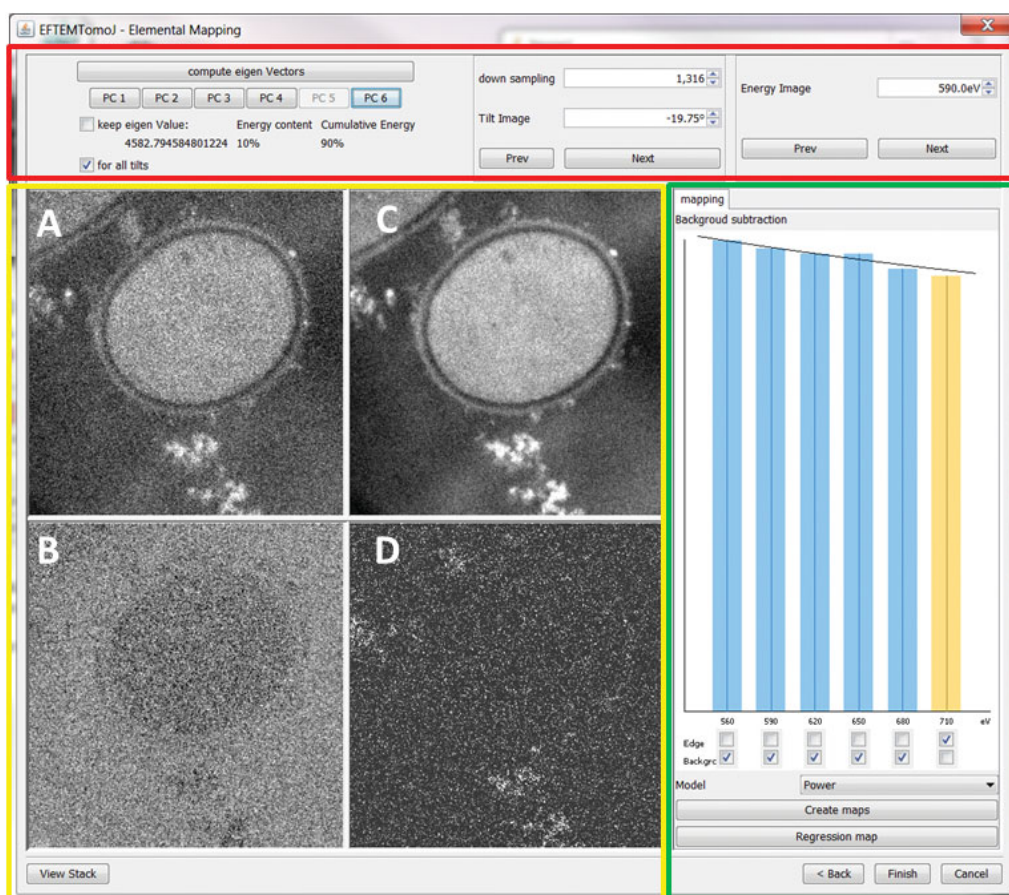 EFTEMTomoJ - Elemental Mapping
compute eigen Vectors
PC 1 PC 2 PC 3 PC 4 PC 5 PC 6
keep eigen Value: Energy content Cumulative Energy
4582.794584801224 10% 90%
for all tilts
down sampling 1,316
Tilt Image -19.75°
Prev Next
Energy Image 590.0eV
Prev Next
A C
B D
mapping
Backgroud subtraction
560 590 620 650 680 710 eV
Edge
Backgrc
Model Power
Create maps
Regression map
View Stack < Back Finish Cancel